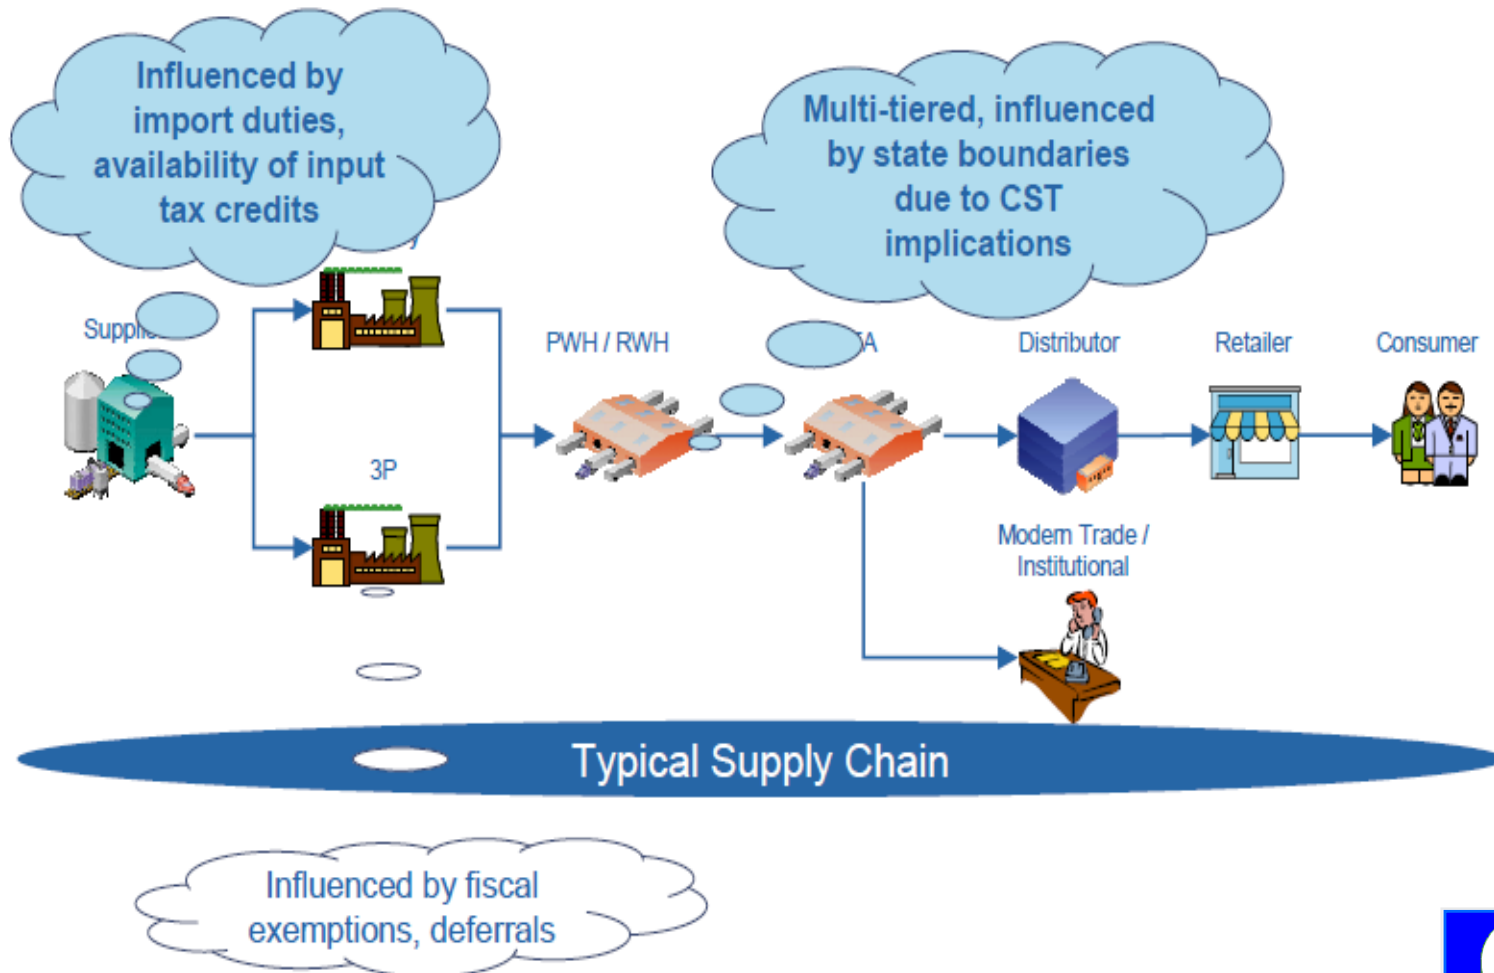 Influenced by
import duties,
availability of input
tax credits
Multi-tiered, influenced
by state boundaries
due to CST
implications
PWH / RWH
Distributor
Retailer
Consumer
3P
Modern Trade /
Institutional
Typical Supply Chain
Influenced by fiscal
exemptions, deferrals